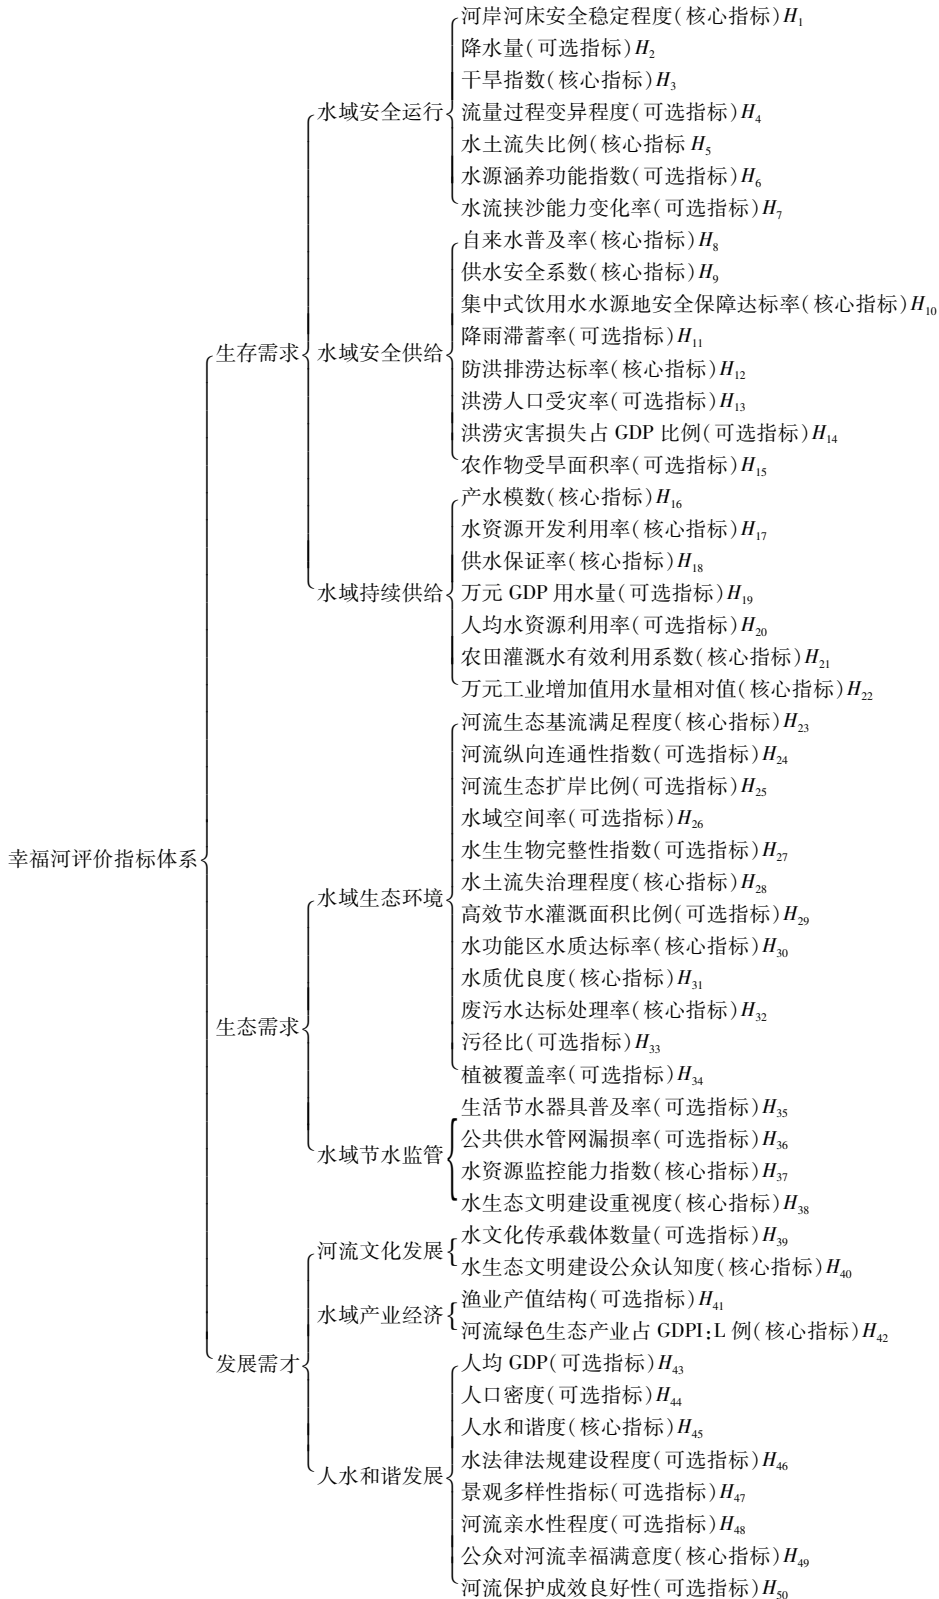 河岸河床安全稳定程度(核心指标)H1
降水量(可选指标)H2
干旱指数(核心指标)H3
水域安全运行
流量过程变异程度(可选指标)H4
水土流失比例(核心指标 H5
水源涵养功能指数(可选指标)H6
水流挟沙能力变化率(可选指标)H7
自来水普及率(核心指标)H8
供水安全系数(核心指标)H9
集中式饮用水水源地安全保障达标率(核心指标)H10
降雨滞蓄率(可选指标)H11
生存需求
水域安全供给
防洪排涝达标率(核心指标)H12
洪涝人口受灾率(可选指标)H13
洪涝灾害损失占 GDP 比例(可选指标)H14
农作物受旱面积率(可选指标)H15
产水模数(核心指标)H16
水资源开发利用率(核心指标)H17
供水保证率(核心指标)H18
水域持续供给
万元 GDP 用水量(可选指标)H19
人均水资源利用率(可选指标)H20
农田灌溉水有效利用系数(核心指标)H21
万元工业增加值用水量相对值(核心指标)H22
河流生态基流满足程度(核心指标)H23
河流纵向连通性指数(可选指标)H24
河流生态扩岸比例(可选指标)H25
水域空间率(可选指标)H26
幸福河评价指标体系
水生生物完整性指数(可选指标)H27
水土流失治理程度(核心指标)H28
水域生态环境
高效节水灌溉面积比例(可选指标)H29
水功能区水质达标率(核心指标)H30
水质优良度(核心指标)H31
废污水达标处理率(核心指标)H32
生态需求
污径比(可选指标)H33
植被覆盖率(可选指标)H34
生活节水器具普及率(可选指标)H35
公共供水管网漏损率(可选指标)H36
水域节水监管
水资源监控能力指数(核心指标)H37
水生态文明建设重视度(核心指标)H38
水文化传承载体数量(可选指标)H39
河流文化发展
水生态文明建设公众认知度(核心指标)H40
渔业产值结构(可选指标)H41
水域产业经济
河流绿色生态产业占 GDPI:L 例(核心指标)H42
发展需才
人均 GDP(可选指标)H43
人口密度(可选指标)H44
人水和谐度(核心指标)H45
水法律法规建设程度(可选指标)H46
人水和谐发展
景观多样性指标(可选指标)H47
河流亲水性程度(可选指标)H48
公众对河流幸福满意度(核心指标)H49
河流保护成效良好性(可选指标)H50